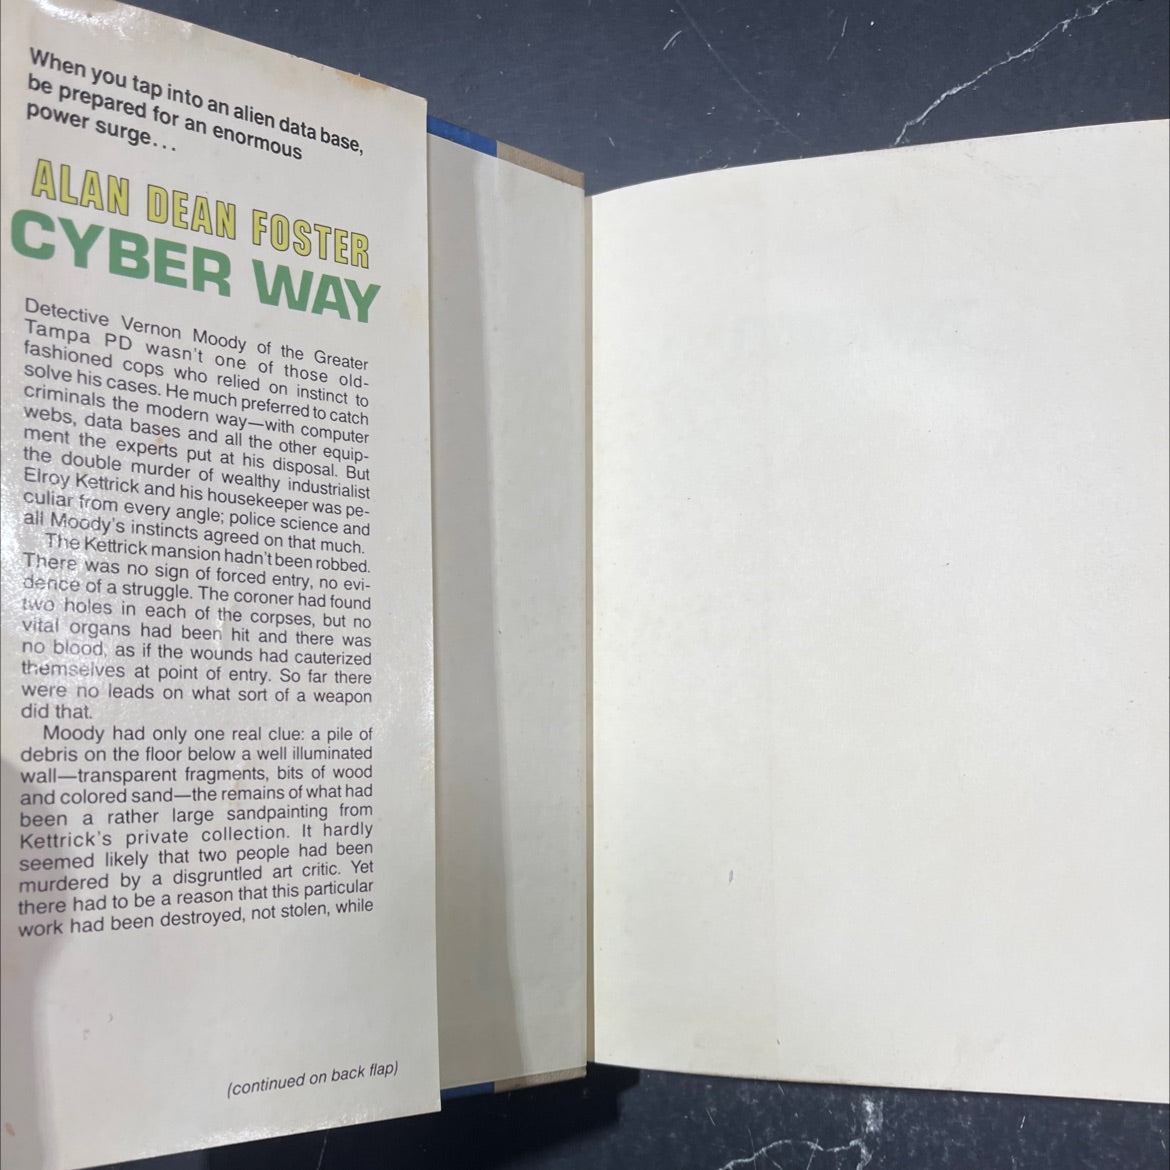 When you tap into an alien data base,
be prepared for an enormous
power surge...
ALAN DEAN FOSTER
CYBER WAY
Detective Vernon Moody of the Greater
Tampa PD wasn't one of those old-
fashioned cops who relied on instinct to
solve his cases. He much preferred to catch
criminals the modern way—with computer
webs, data bases and all the other equip-
ment the experts put at his disposal. But
the double murder of wealthy industrialist
Elroy Kettrick and his housekeeper was pe-
culiar from every angle; police science and
all Moody's instincts agreed on that much.
The Kettrick mansion hadn't been robbed.
There was no sign of forced entry, no evi-
dence of a struggle. The coroner had found
two holes in each of the corpses, but no
vital organs had been hit and there was
no blood, as if the wounds had cauterized
themselves at point of entry. So far there
were no leads on what sort of a weapon
did that.
Moody had only one real clue: a pile of
debris on the floor below a well illuminated
wall—transparent fragments, bits of wood
and colored sand—the remains of what had
been a rather large sandpainting from
Kettrick's private collection. It hardly
seemed likely that two people had been
murdered by a disgruntled art critic. Yet
there had to be a reason that this particular
work had been destroyed, not stolen, while
(continued on back flap)